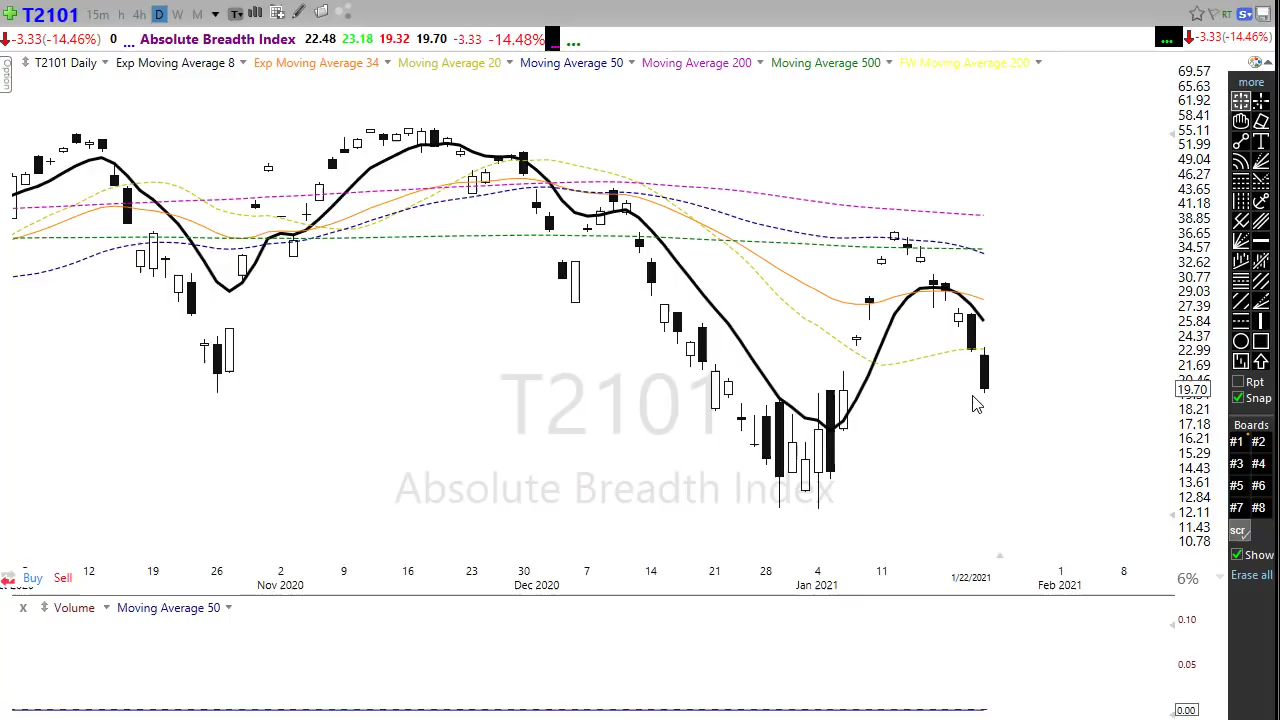 T2101 15m h 4h D W M T RT S
-3.33(-14.46%) 0 ... Absolute Breadth Index 22.48 23.18 19.32 19.70 -3.33 -14.48% ... ... ... -3.33(-14.46%)
Option
T2101 Daily Exp Moving Average 8 Exp Moving Average 34 Moving Average 20 Moving Average 50 Moving Average 200 Moving Average 500 FW Moving Average 200
69.57
65.63
61.92
58.41
55.11
51.99
49.04
46.27
43.65
41.18
38.85
36.65
34.57
32.62
30.77
29.03
27.39
25.84
24.37
22.99
21.69
20.46
19.70
18.21
17.18
16.21
15.29
14.43
13.61
12.84
12.11
11.43
10.78
T2101
Absolute Breadth Index
more
T
Rpt
Snap
Boards
#1 #2
#3 #4
#5 #6
#7 #8
scr
Show
Erase all
12 19 26 2 9 16 23 30 7 14 21 28 4 11 1/22/2021 1 8
Nov 2020 Dec 2020 Jan 2021 Feb 2021
Buy Sell
6%
X Volume Moving Average 50
0.10
0.05
0.00